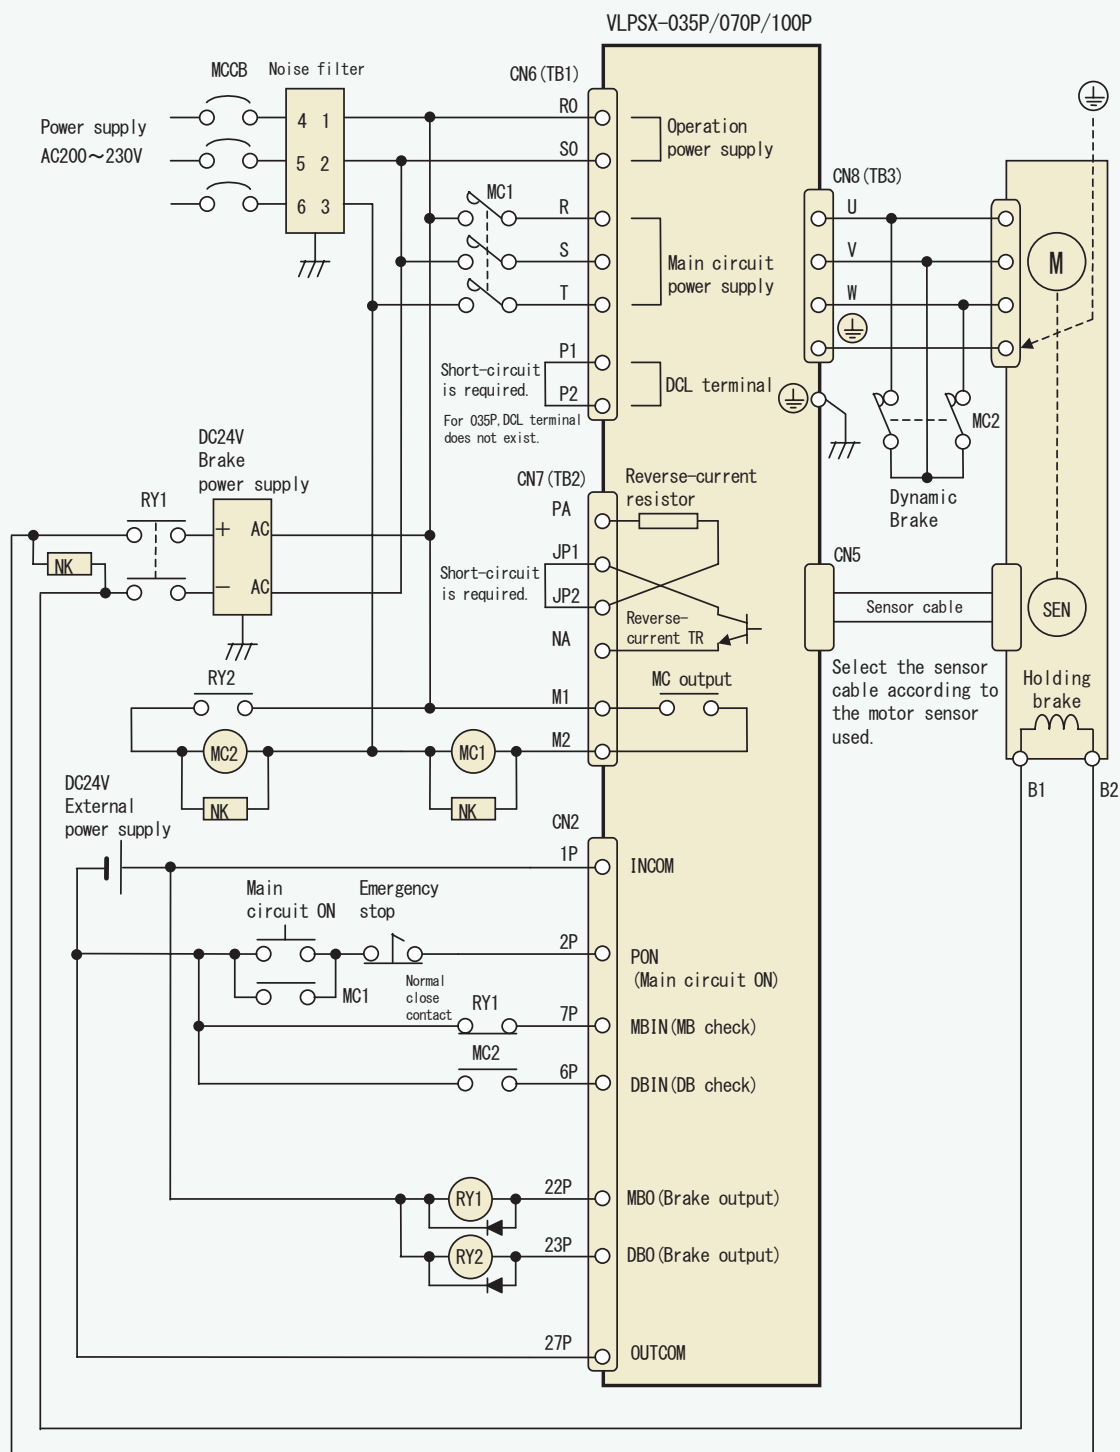 VLPSX-035P/070P/100P
MCCB
Noise filter
CN6(TB1)
Power supply
AC200～230V
4 1
5 2
6 3
R0
S0
Operation
power supply
MC1
R
S
T
Main circuit
power supply
CN8(TB3)
U
V
W
M
P1
P2
Short-circuit
is required.
For 035P,DCL terminal
does not exist.
DCL terminal
MC2
Dynamic
Brake
DC24V
Brake
power supply
RY1
+ AC
- AC
NK
CN7(TB2)
PA
JP1
JP2
NA
Short-circuit
is required.
Reverse-current
resistor
Reverse-
current TR
CN5
Sensor cable
SEN
Select the sensor
cable according to
the motor sensor
used.
Holding
brake
B1
B2
RY2
M1
M2
MC output
MC2
MC1
NK
NK
DC24V
External
power supply
CN2
1P
INCOM
Main
circuit ON
Emergency
stop
2P
PON
(Main circuit ON)
MC1
Normal
close
contact
RY1
7P
MBIN(MB check)
MC2
6P
DBIN(DB check)
RY1
22P
MBO(Brake output)
RY2
23P
DBO(Brake output)
27P
OUTCOM